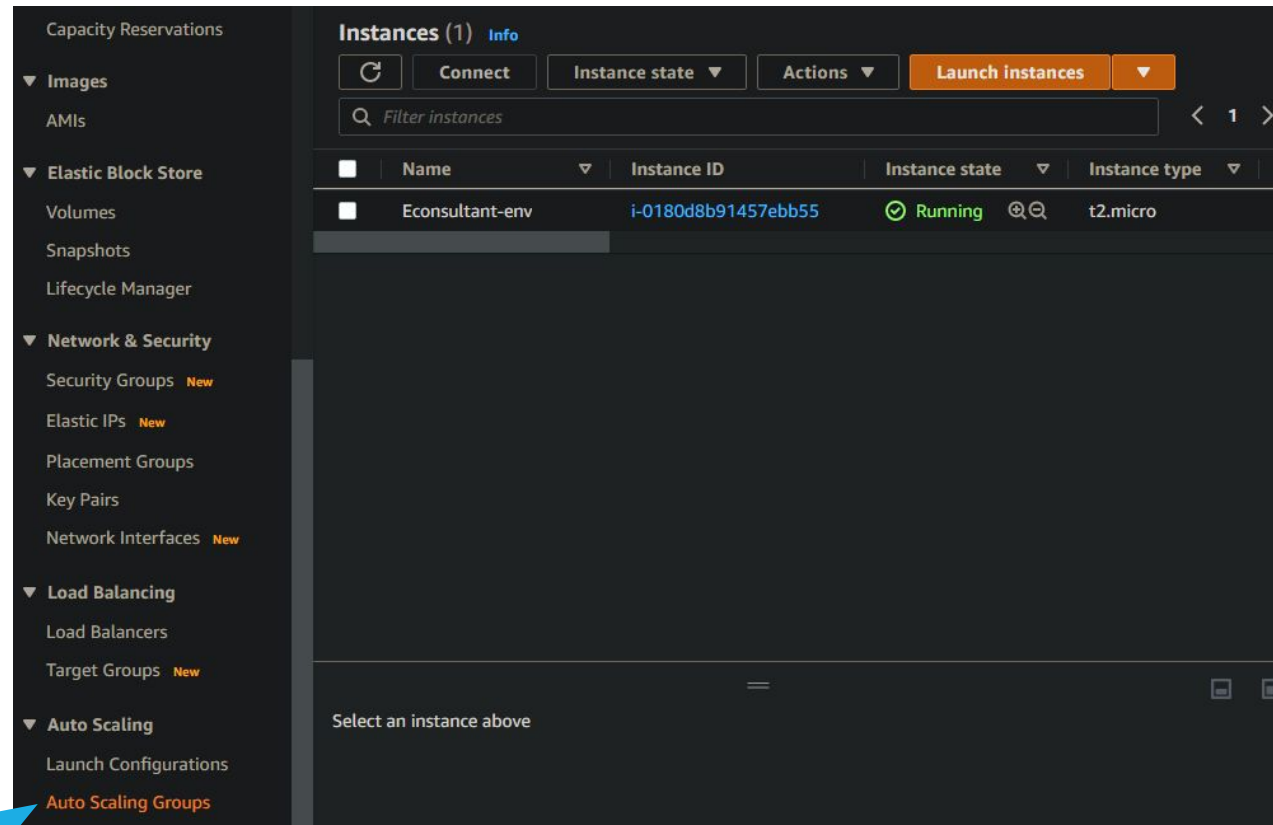 Capacity Reservations
Images
AMIs
Elastic Block Store
Volumes
Snapshots
Lifecycle Manager
Network & Security
Security Groups New
Elastic IPs New
Placement Groups
Key Pairs
Network Interfaces New
Load Balancing
Load Balancers
Target Groups New
Auto Scaling
Launch Configurations
Auto Scaling Groups
Instances (1) Info
Connect Instance state Actions Launch instances
Filter instances 1
Name Instance ID Instance state Instance type
Econsultant-env i-0180d8b91457ebb55 Running t2.micro
Select an instance above